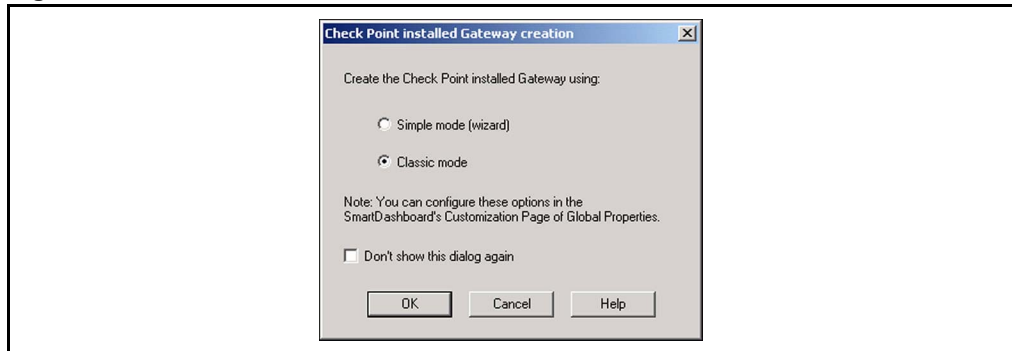 Check Point installed Gateway creation
Create the Check Point installed Gateway using:
Simple mode (wizard)
Classic mode
Note: You can configure these options in the
SmartDashboard's Customization Page of Global Properties.
Don't show this dialog again
OK Cancel Help